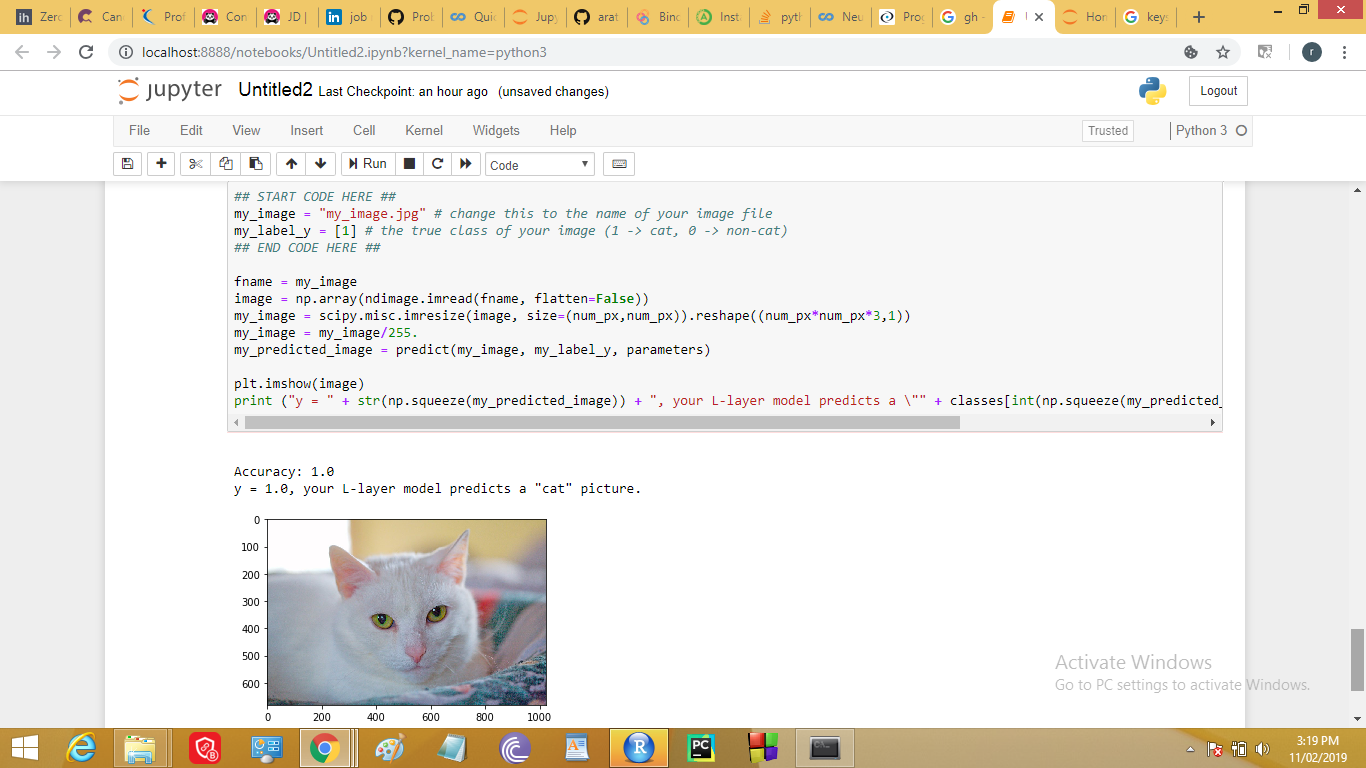 Zero
Can
Prof
Con
JD |
job
Prob
Quic
Jupy
arat
Binc
Inst
pyth
Neu
Prog
gh -
Hon
keys
localhost:8888/notebooks/Untitled2.ipynb?kernel_name=python3
r
jupyter Untitled2 Last Checkpoint: an hour ago (unsaved changes)
Logout
File Edit View Insert Cell Kernel Widgets Help
Trusted
Python 3
Run
Code
## START CODE HERE ##
my_image = "my_image.jpg" # change this to the name of your image file
my_label_y = [1] # the true class of your image (1 -> cat, 0 -> non-cat)
## END CODE HERE ##
fname = my_image
image = np.array(ndimage.imread(fname, flatten=False))
my_image = scipy.misc.imresize(image, size=(num_px,num_px)).reshape((num_px*num_px*3,1))
my_image = my_image/255.
my_predicted_image = predict(my_image, my_label_y, parameters)
plt.imshow(image)
print ("y = " + str(np.squeeze(my_predicted_image)) + ", your L-layer model predicts a \"" + classes[int(np.squeeze(my_predicted_
Accuracy: 1.0
y = 1.0, your L-layer model predicts a "cat" picture.
0
100
200
300
400
500
600
0 200 400 600 800 1000
Activate Windows
Go to PC settings to activate Windows.
3:19 PM
11/02/2019